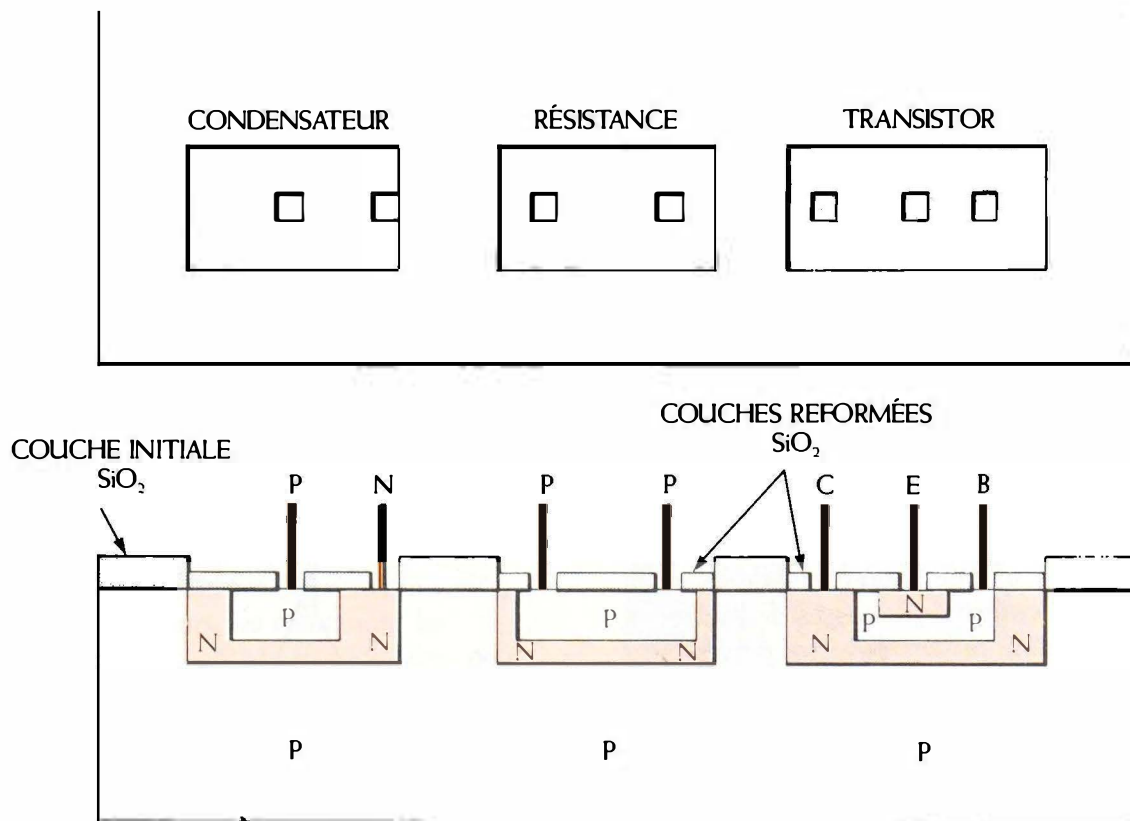 CONDENSATEUR
RÉSISTANCE
TRANSISTOR
COUCHES REFORMÉES
SiO₂
COUCHE INITIALE
SiO₂
P
N
P
P
C
E
B
P
N
N
P
N
N
N
P
P
N
N
P
P
P